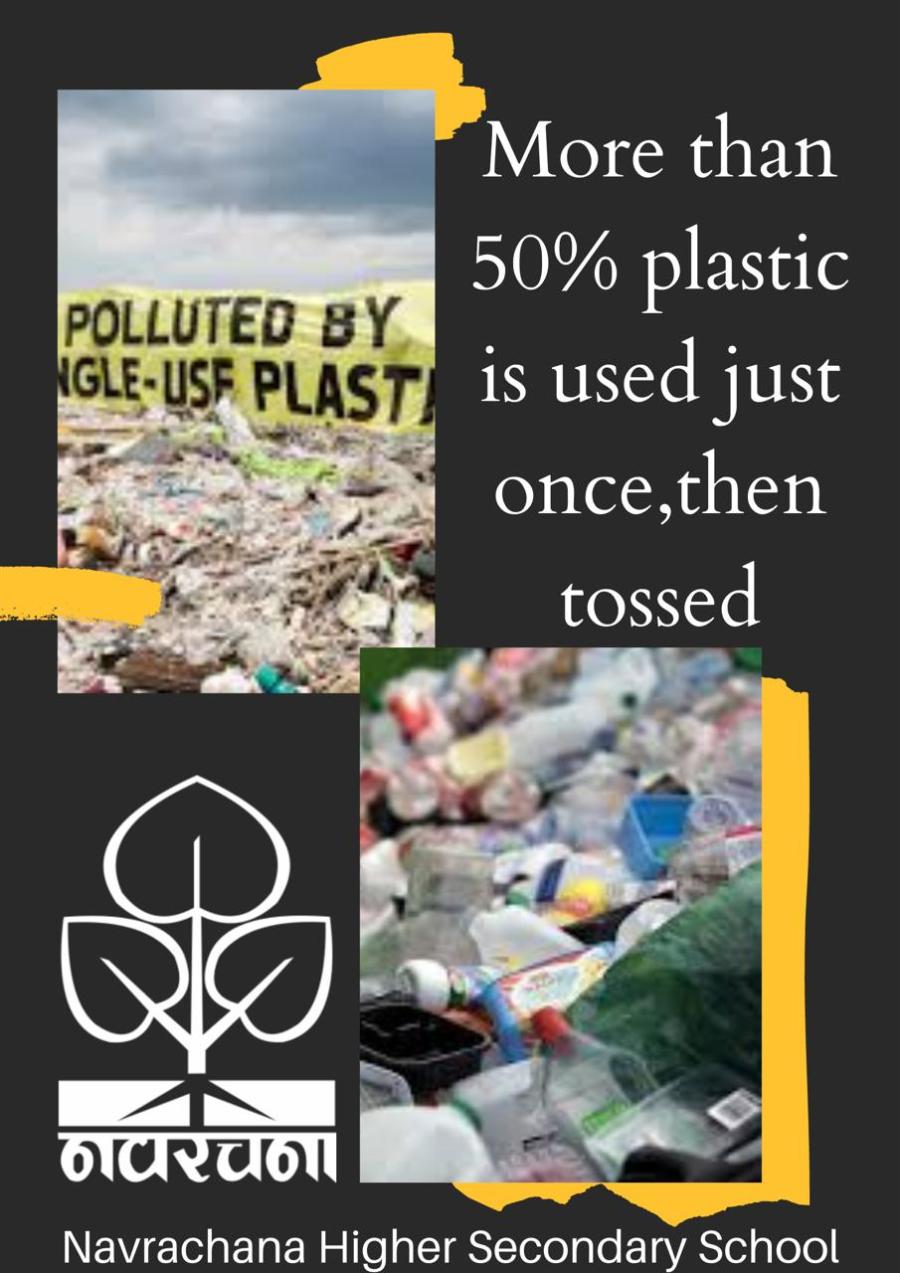 More than
50% plastic
is used just
once,then
tossed
POLLUTED BY
NGLE-USE PLASTI
नवरचना
Navrachana Higher Secondary School